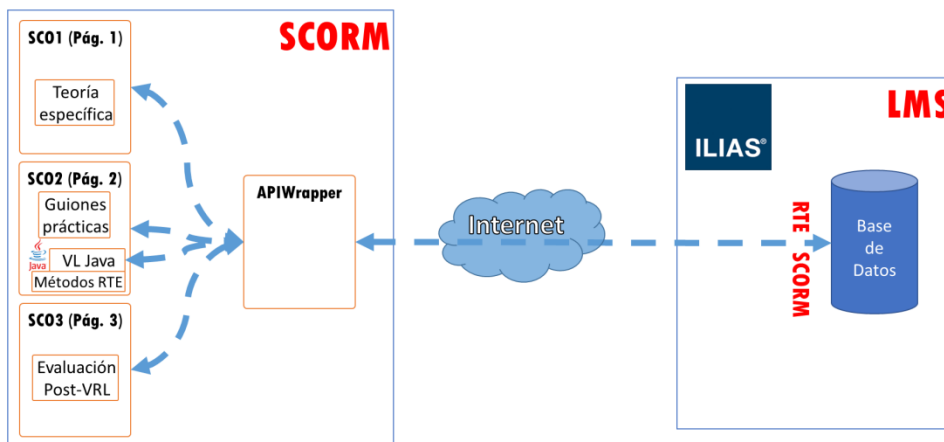 SCORM
SCO1 (Pág. 1)
Teoría
específica
SCO2 (Pág. 2)
Guiones
prácticas
Java
VL Java
Métodos RTE
SCO3 (Pág. 3)
Evaluación
Post-VRL
APIWrapper
Internet
LMS
ILIAS®
RTE SCORM
Base
de
Datos